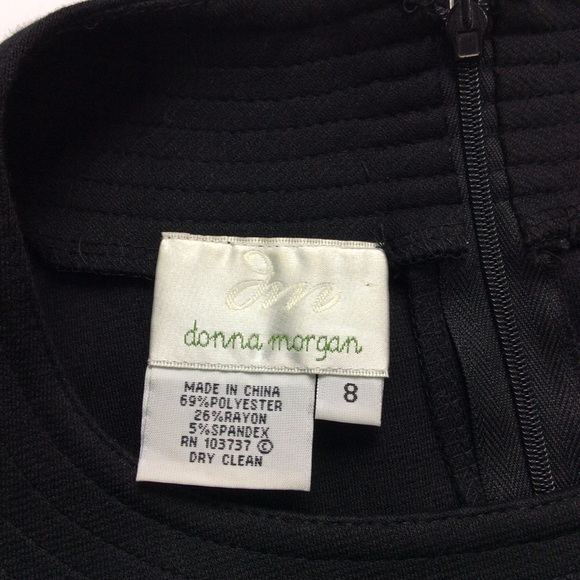 dm
donna morgan
8
MADE IN CHINA
69%POLYESTER
26%RAYON
5%SPANDEX
RN 103737 ©
DRY CLEAN